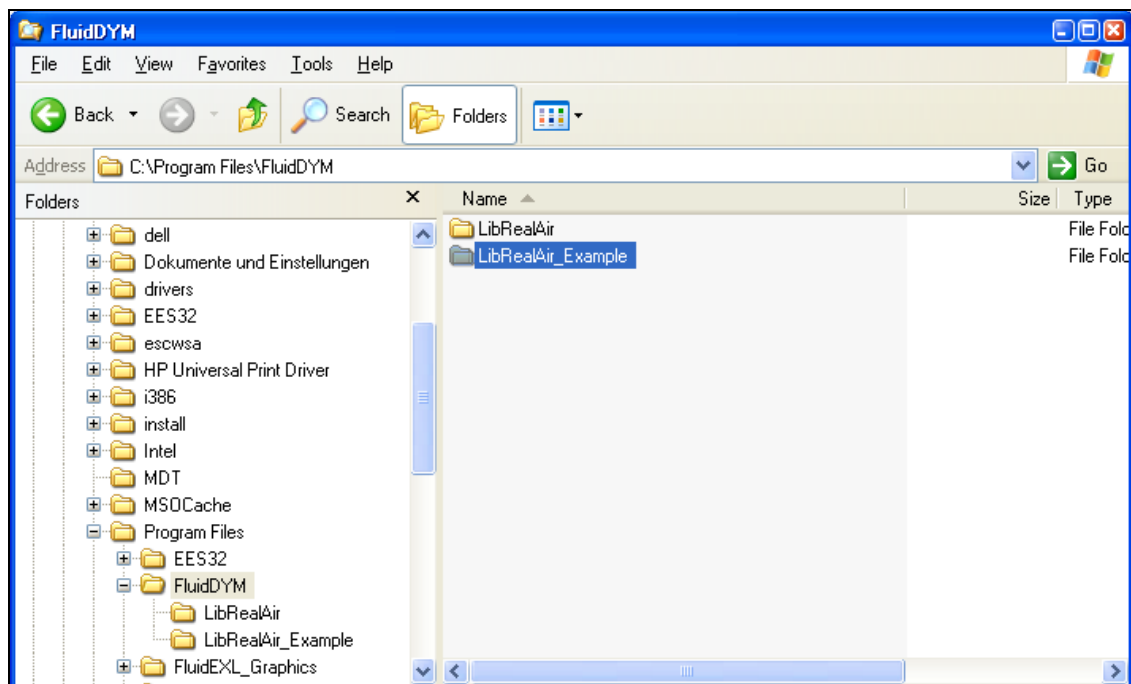 FluidDYM
File Edit View Favorites Tools Help
Back Search Folders
Address C:\Program Files\FluidDYM Go
Folders Name Size Type
dell
Dokumente und Einstellungen
drivers
EES32
escwsa
HP Universal Print Driver
i386
install
Intel
MDT
MSOCache
Program Files
EES32
FluidDYM
LibRealAir
LibRealAir_Example
FluidEXL_Graphics
LibRealAir File Fold
LibRealAir_Example File Fold